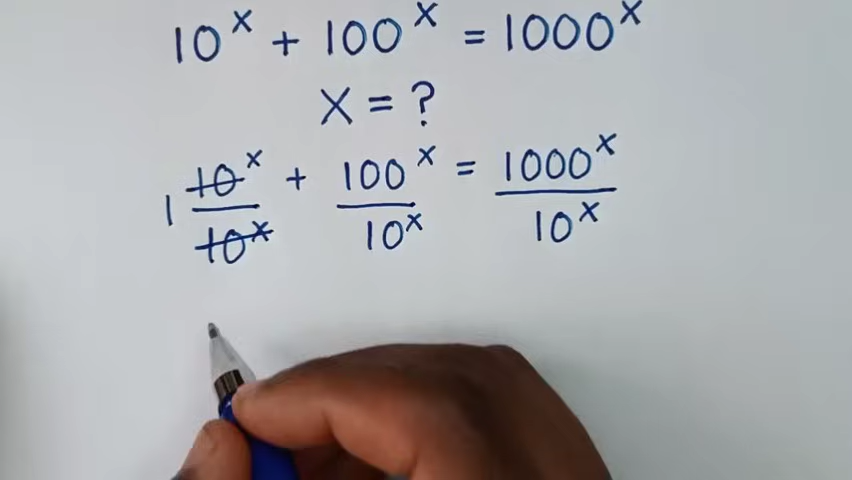 10^x + 100^x = 1000^x
x = ?
1 10^x/10^x + 100^x/10^x = 1000^x/10^x